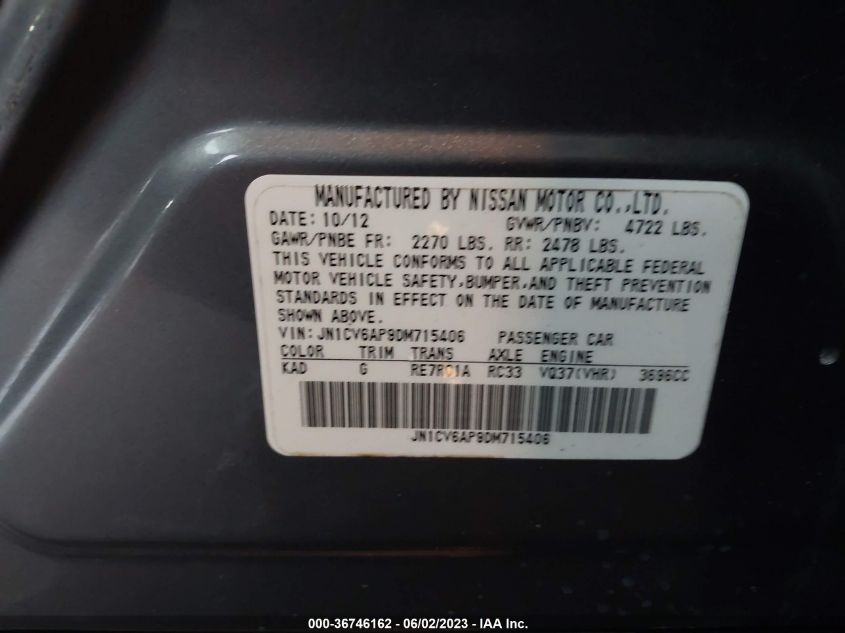 MANUFACTURED BY NISSAN MOTOR CO.,LTD.
DATE: 10/12 GVWR/PNBV: 4722 LBS.
GAWR/PNBE FR: 2270 LBS. RR: 2478 LBS.
THIS VEHICLE CONFORMS TO ALL APPLICABLE FEDERAL
MOTOR VEHICLE SAFETY,BUMPER,AND THEFT PREVENTION
STANDARDS IN EFFECT ON THE DATE OF MANUFACTURE
SHOWN ABOVE.
VIN:JN1CV6AP9DM715406 PASSENGER CAR
COLOR TRIM TRANS AXLE ENGINE
KAD G RE7R01A RC33 VQ37(VHR) 3696CC
JN1CV6AP9DM715406
000-36746162 - 06/02/2023 - IAA Inc.